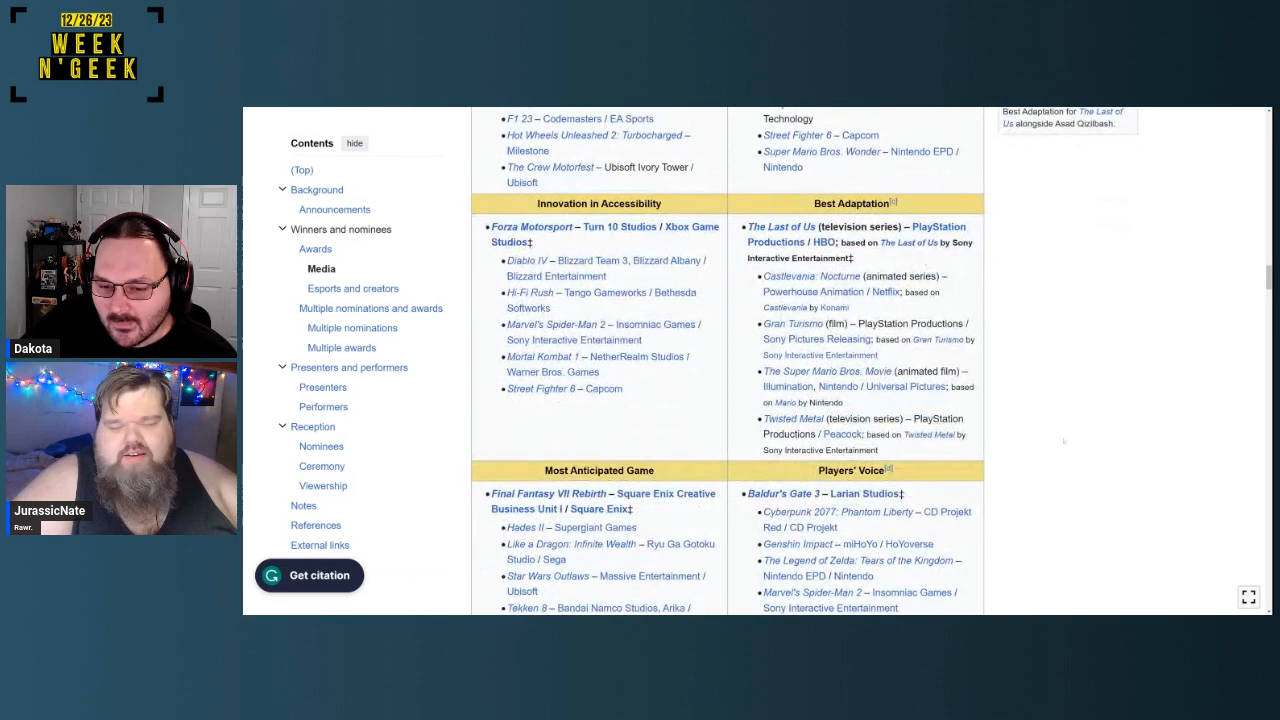 12/26/23
WEEK
N'GEEK
Dakota
JurassicNate
Rawr.
Contents hide
(Top)
Background
Announcements
Winners and nominees
Awards
Media
Esports and creators
Multiple nominations and awards
Multiple nominations
Multiple awards
Presenters and performers
Presenters
Performers
Reception
Nominees
Ceremony
Viewership
Notes
References
External links
Get citation
F1 23 – Codemasters / EA Sports
Hot Wheels Unleashed 2: Turbocharged –
Milestone
The Crew Motorfest – Ubisoft Ivory Tower /
Ubisoft
Technology
Street Fighter 6 – Capcom
Super Mario Bros. Wonder – Nintendo EPD /
Nintendo
Best Adaptation for The Last of
Us alongside Asad Qizilbash.
Innovation in Accessibility
Forza Motorsport – Turn 10 Studios / Xbox Game
Studios‡
Diablo IV – Blizzard Team 3, Blizzard Albany /
Blizzard Entertainment
Hi-Fi Rush – Tango Gameworks / Bethesda
Softworks
Marvel's Spider-Man 2 – Insomniac Games /
Sony Interactive Entertainment
Mortal Kombat 1 – NetherRealm Studios /
Warner Bros. Games
Street Fighter 6 – Capcom
Best Adaptation[c]
The Last of Us (television series) – PlayStation
Productions / HBO; based on The Last of Us by Sony
Interactive Entertainment‡
Castlevania: Nocturne (animated series) –
Powerhouse Animation / Netflix; based on
Castlevania by Konami
Gran Turismo (film) – PlayStation Productions /
Sony Pictures Releasing; based on Gran Turismo by
Sony Interactive Entertainment
The Super Mario Bros. Movie (animated film) –
Illumination, Nintendo / Universal Pictures; based
on Mario by Nintendo
Twisted Metal (television series) – PlayStation
Productions / Peacock; based on Twisted Metal by
Sony Interactive Entertainment
Most Anticipated Game
Final Fantasy VII Rebirth – Square Enix Creative
Business Unit I / Square Enix‡
Hades II – Supergiant Games
Like a Dragon: Infinite Wealth – Ryu Ga Gotoku
Studio / Sega
Star Wars Outlaws – Massive Entertainment /
Ubisoft
Tekken 8 – Bandai Namco Studios, Arika /
Players' Voice[d]
Baldur's Gate 3 – Larian Studios‡
Cyberpunk 2077: Phantom Liberty – CD Projekt
Red / CD Projekt
Genshin Impact – miHoYo / HoYoverse
The Legend of Zelda: Tears of the Kingdom –
Nintendo EPD / Nintendo
Marvel's Spider-Man 2 – Insomniac Games /
Sony Interactive Entertainment